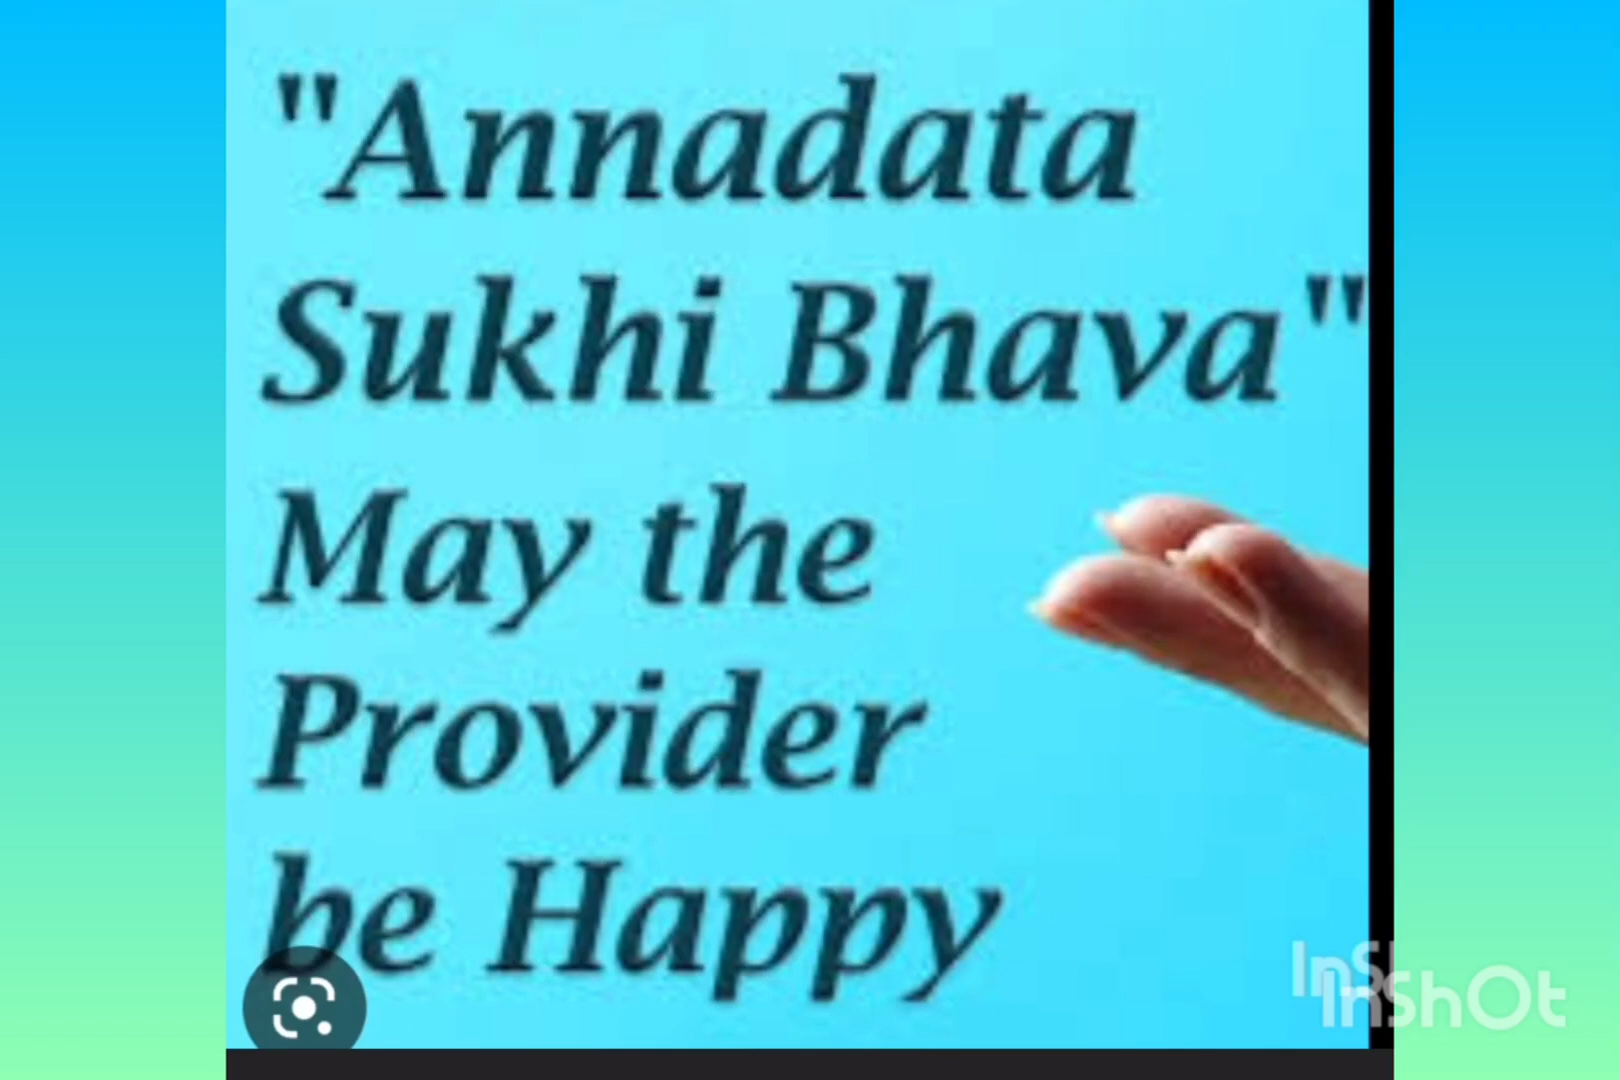 "Annadata
Sukhi Bhava"
May the
Provider
be Happy
InShOt